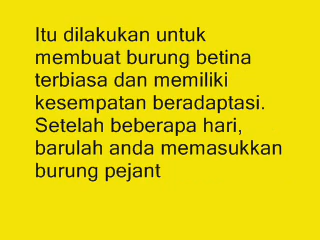 Itu dilakukan untuk
membuat burung betina
terbiasa dan memiliki
kesempatan beradaptasi.
Setelah beberapa hari,
barulah anda memasukkan
burung pejant